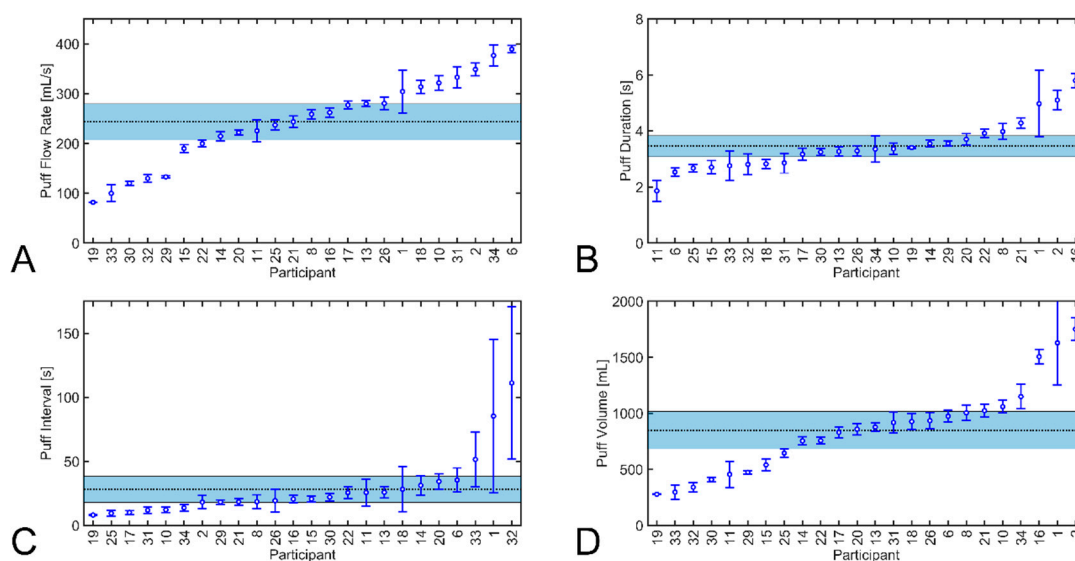 A
Puff Flow Rate [mL/s]
400
300
200
100
0
19 33 30 32 29 15 22 14 20 11 25 21 8 16 17 13 26 1 18 10 31 2 34 6
Participant
B
Puff Duration [s]
8
6
4
2
0
11 6 25 15 33 32 18 31 17 30 13 26 34 10 19 14 29 20 22 8 21 1 2
Participant
C
Puff Interval [s]
150
100
50
0
19 25 17 31 10 34 2 29 21 8 26 16 15 30 22 11 13 18 14 20 6 33 1 32
Participant
D
Puff Volume [mL]
2000
1500
1000
500
0
19 33 32 30 11 29 15 25 14 22 17 20 13 31 18 26 6 8 21 10 34 16 1 2
Participant